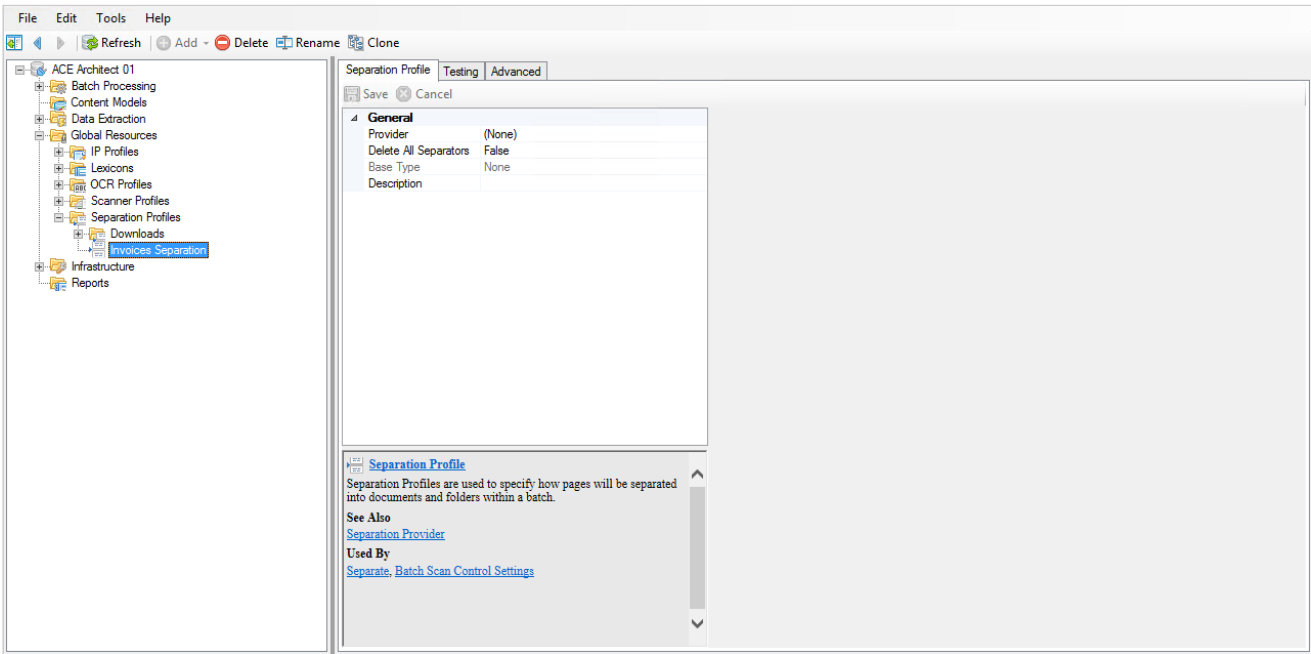 File Edit Tools Help
Refresh Add Delete Rename Clone
ACE Architect 01
Batch Processing
Content Models
Data Extraction
Global Resources
IP Profiles
Lexicons
OCR Profiles
Scanner Profiles
Separation Profiles
Downloads
Invoices Separation
Infrastructure
Reports
Separation Profile Testing Advanced
Save Cancel
General
Provider (None)
Delete All Separators False
Base Type None
Description
Separation Profile
Separation Profiles are used to specify how pages will be separated
into documents and folders within a batch.
See Also
Separation Provider
Used By
Separate, Batch Scan Control Settings